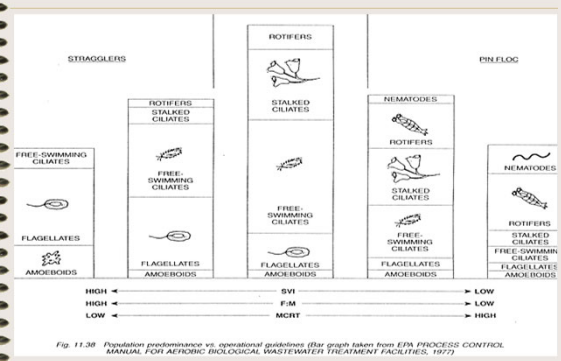 STRAGGLERS
PIN FLOC
FREE-SWIMMING
CILIATES
FLAGELLATES
AMOEBOIDS
ROTIFERS
STALKED
CILIATES
FREE-
SWIMMING
CILIATES
FLAGELLATES
AMOEBOIDS
ROTIFERS
STALKED
CILIATES
FREE-
SWIMMING
CILIATES
FLAGELLATES
AMOEBOIDS
NEMATODES
ROTIFERS
STALKED
CILIATES
FREE-
SWIMMING
CILIATES
FLAGELLATES
AMOEBOIDS
NEMATODES
ROTIFERS
STALKED
CILIATES
FREE-SWIMMIN
CILIATES
FLAGELLATES
AMOEBOIDS
HIGH SVI LOW
HIGH F:M LOW
LOW MCRT HIGH
Fig. 11.38 Population predominance vs. operational guidelines (Bar graph taken from EPA PROCESS CONTROL
MANUAL FOR AEROBIC BIOLOGICAL WASTEWATER TREATMENT FACILITIES, 1977)